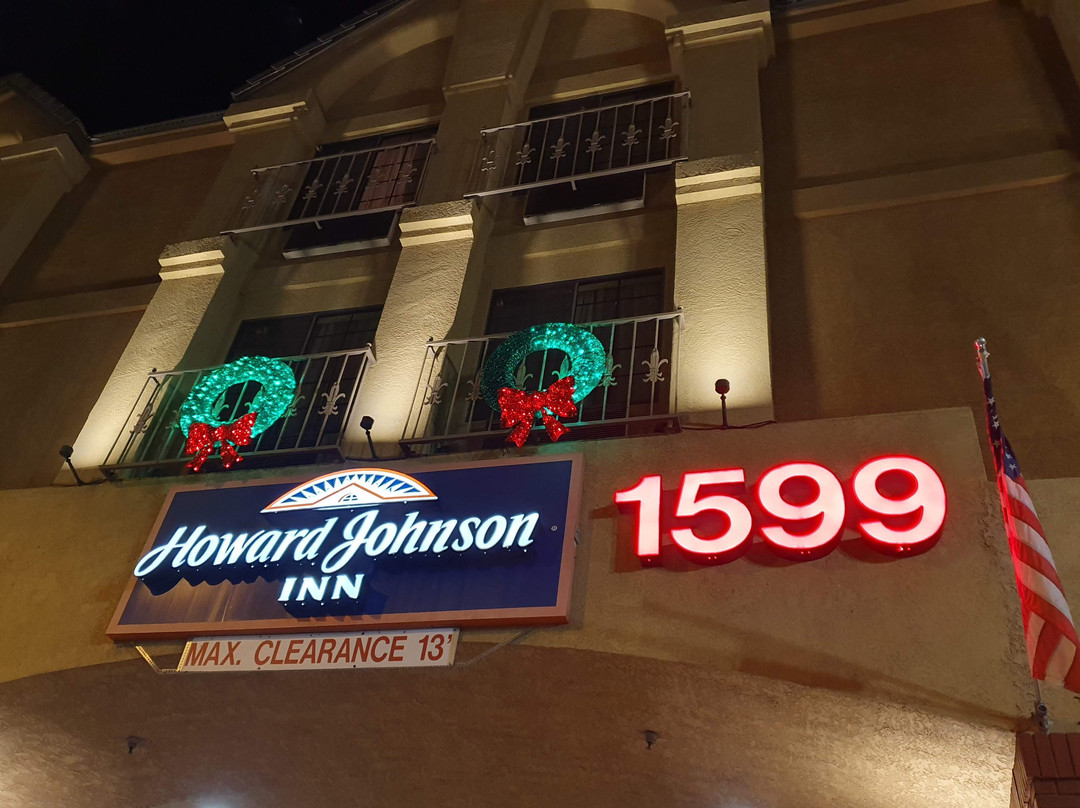 Howard Johnson
INN
1599
MAX. CLEARANCE 13'